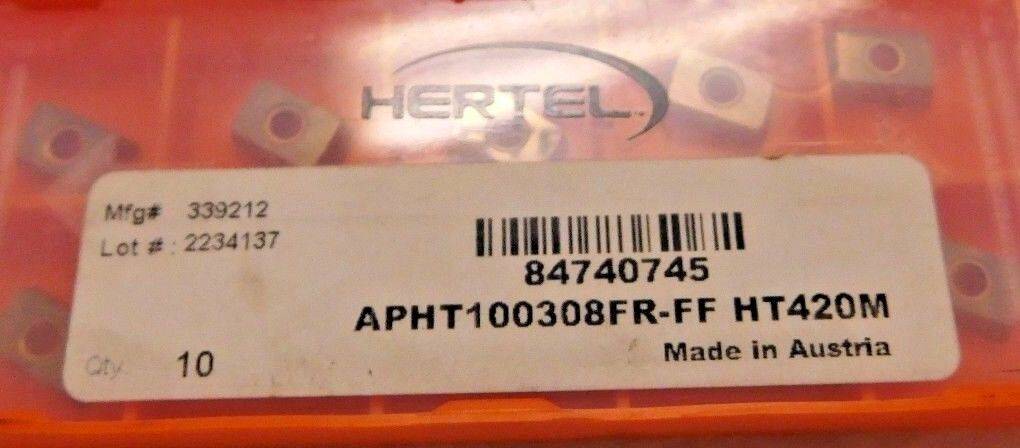 HERTEL
Mfg# 339212
Lot #: 2234137
84740745
APHT100308FR-FF HT420M
Made in Austria
Qty. 10